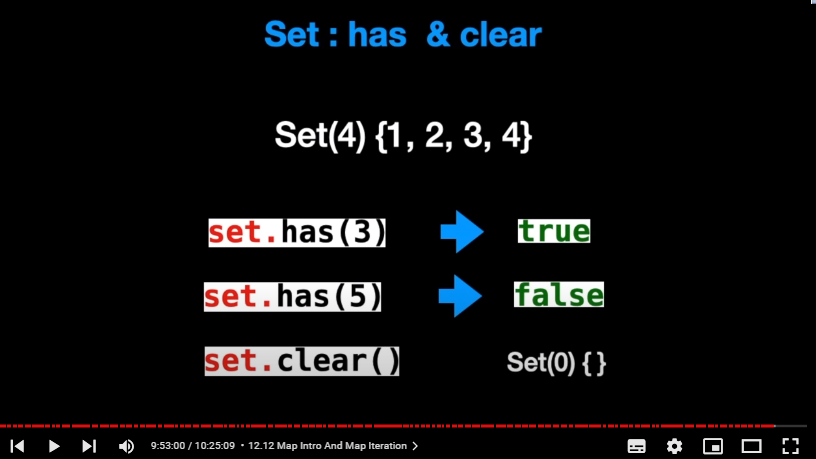 Set : has & clear
Set(4) {1, 2, 3, 4}
set.has(3) true
set.has(5) false
set.clear() Set(0) { }
9:53:00 / 10:25:09 • 12.12 Map Intro And Map Iteration